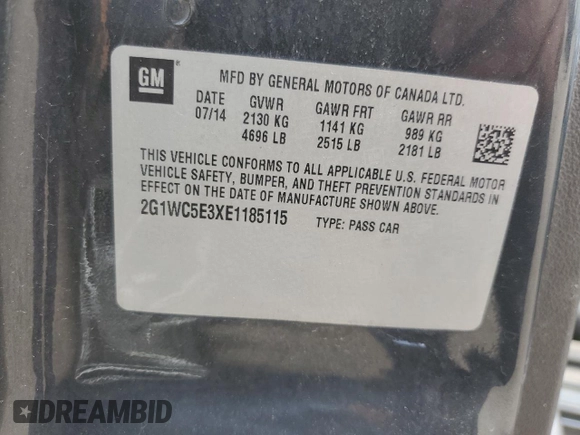 GM
MFD BY GENERAL MOTORS OF CANADA LTD.
DATE GVWR GAWR FRT GAWR RR
07/14 2130 KG 1141 KG 989 KG
4696 LB 2515 LB 2181 LB
THIS VEHICLE CONFORMS TO ALL APPLICABLE U.S. FEDERAL MOTOR
VEHICLE SAFETY, BUMPER, AND THEFT PREVENTION STANDARDS IN
EFFECT ON THE DATE OF MANUFACTURE SHOWN ABOVE.
2G1WC5E3XE1185115 TYPE: PASS CAR
DREAMBID